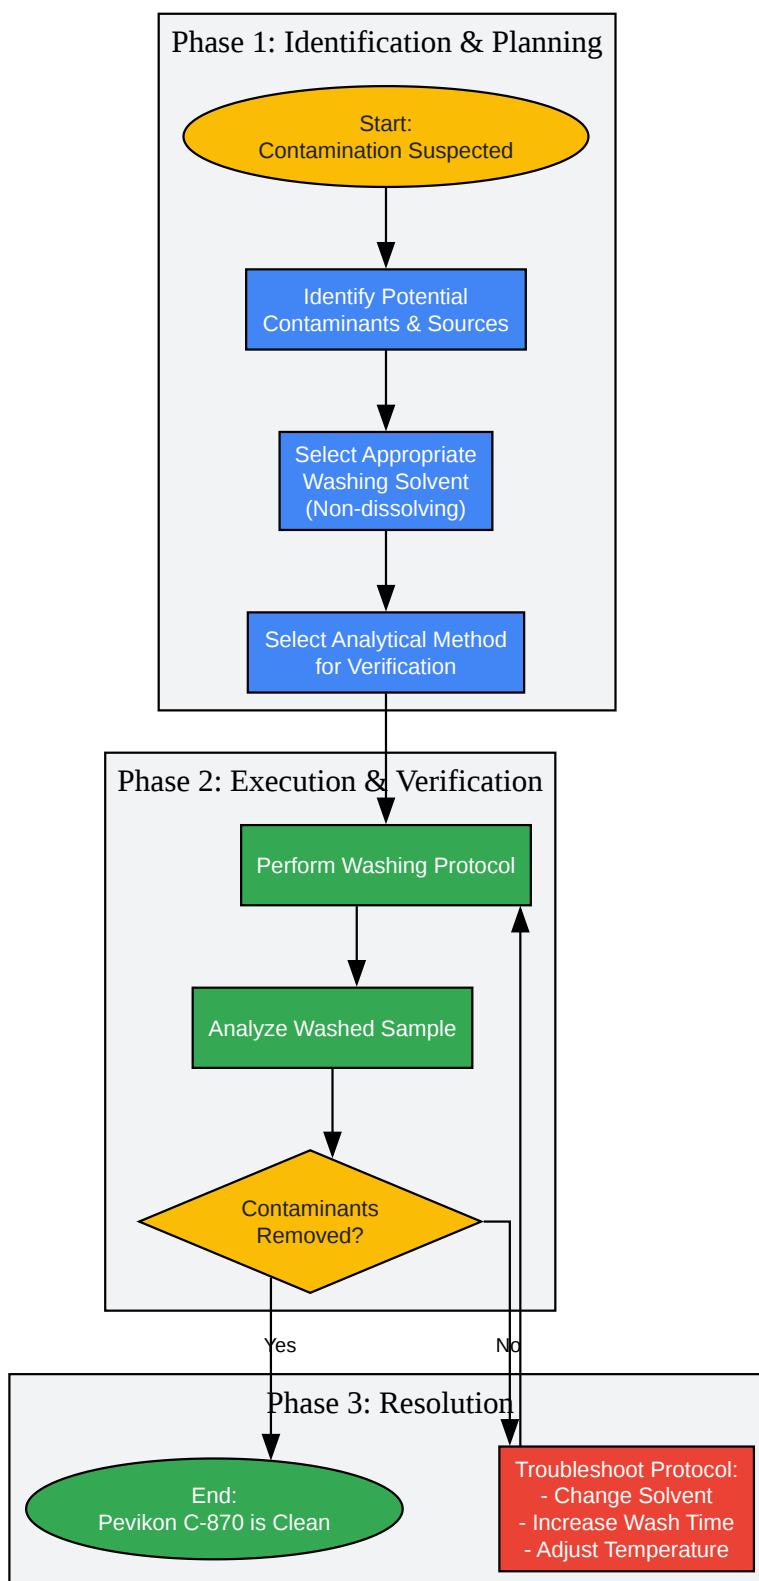 Phase 1: Identification & Planning
Start:
Contamination Suspected
Identify Potential
Contaminants & Sources
Select Appropriate
Washing Solvent
(Non-dissolving)
Select Analytical Method
for Verification
Phase 2: Execution & Verification
Perform Washing Protocol
Analyze Washed Sample
Contaminants
Removed?
Yes
No
Phase 3: Resolution
End:
Pevikon C-870 is Clean
Troubleshoot Protocol:
- Change Solvent
- Increase Wash Time
- Adjust Temperature